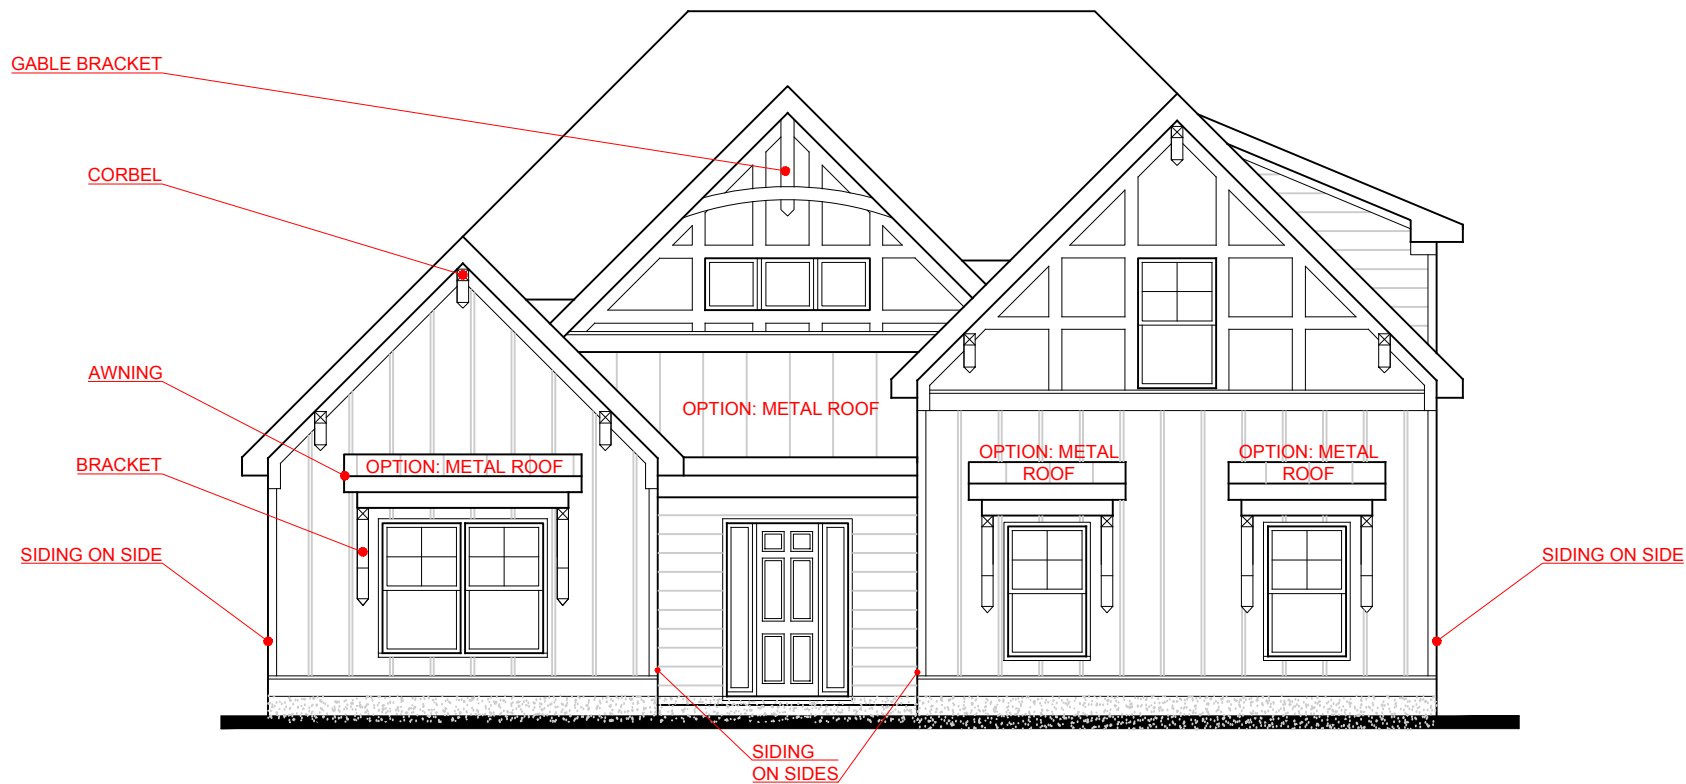 GABLE BRACKET
CORBEL
AWNING
BRACKET
SIDING ON SIDE
OPTION: METAL ROOF
OPTION: METAL ROOF
OPTION: METAL
ROOF
OPTION: METAL
ROOF
SIDING ON SIDE
SIDING
ON SIDES